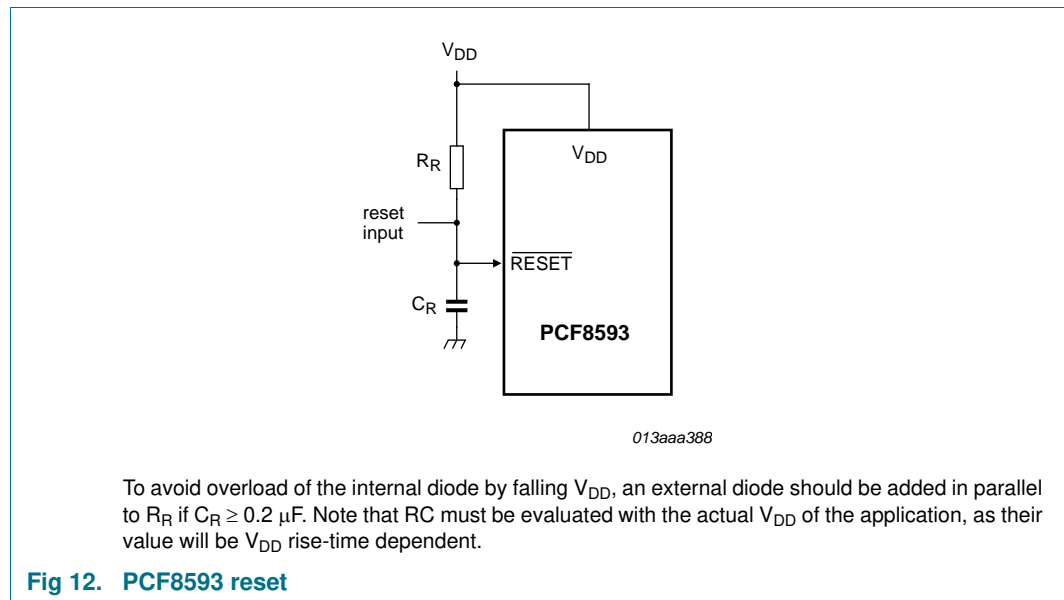 VDD
VDD
RR
reset
input
R̅E̅S̅E̅T̅
CR
PCF8593
013aaa388
To avoid overload of the internal diode by falling VDD, an external diode should be added in parallel
to RR if CR ≥ 0.2 μF. Note that RC must be evaluated with the actual VDD of the application, as their
value will be VDD rise-time dependent.
Fig 12. PCF8593 reset